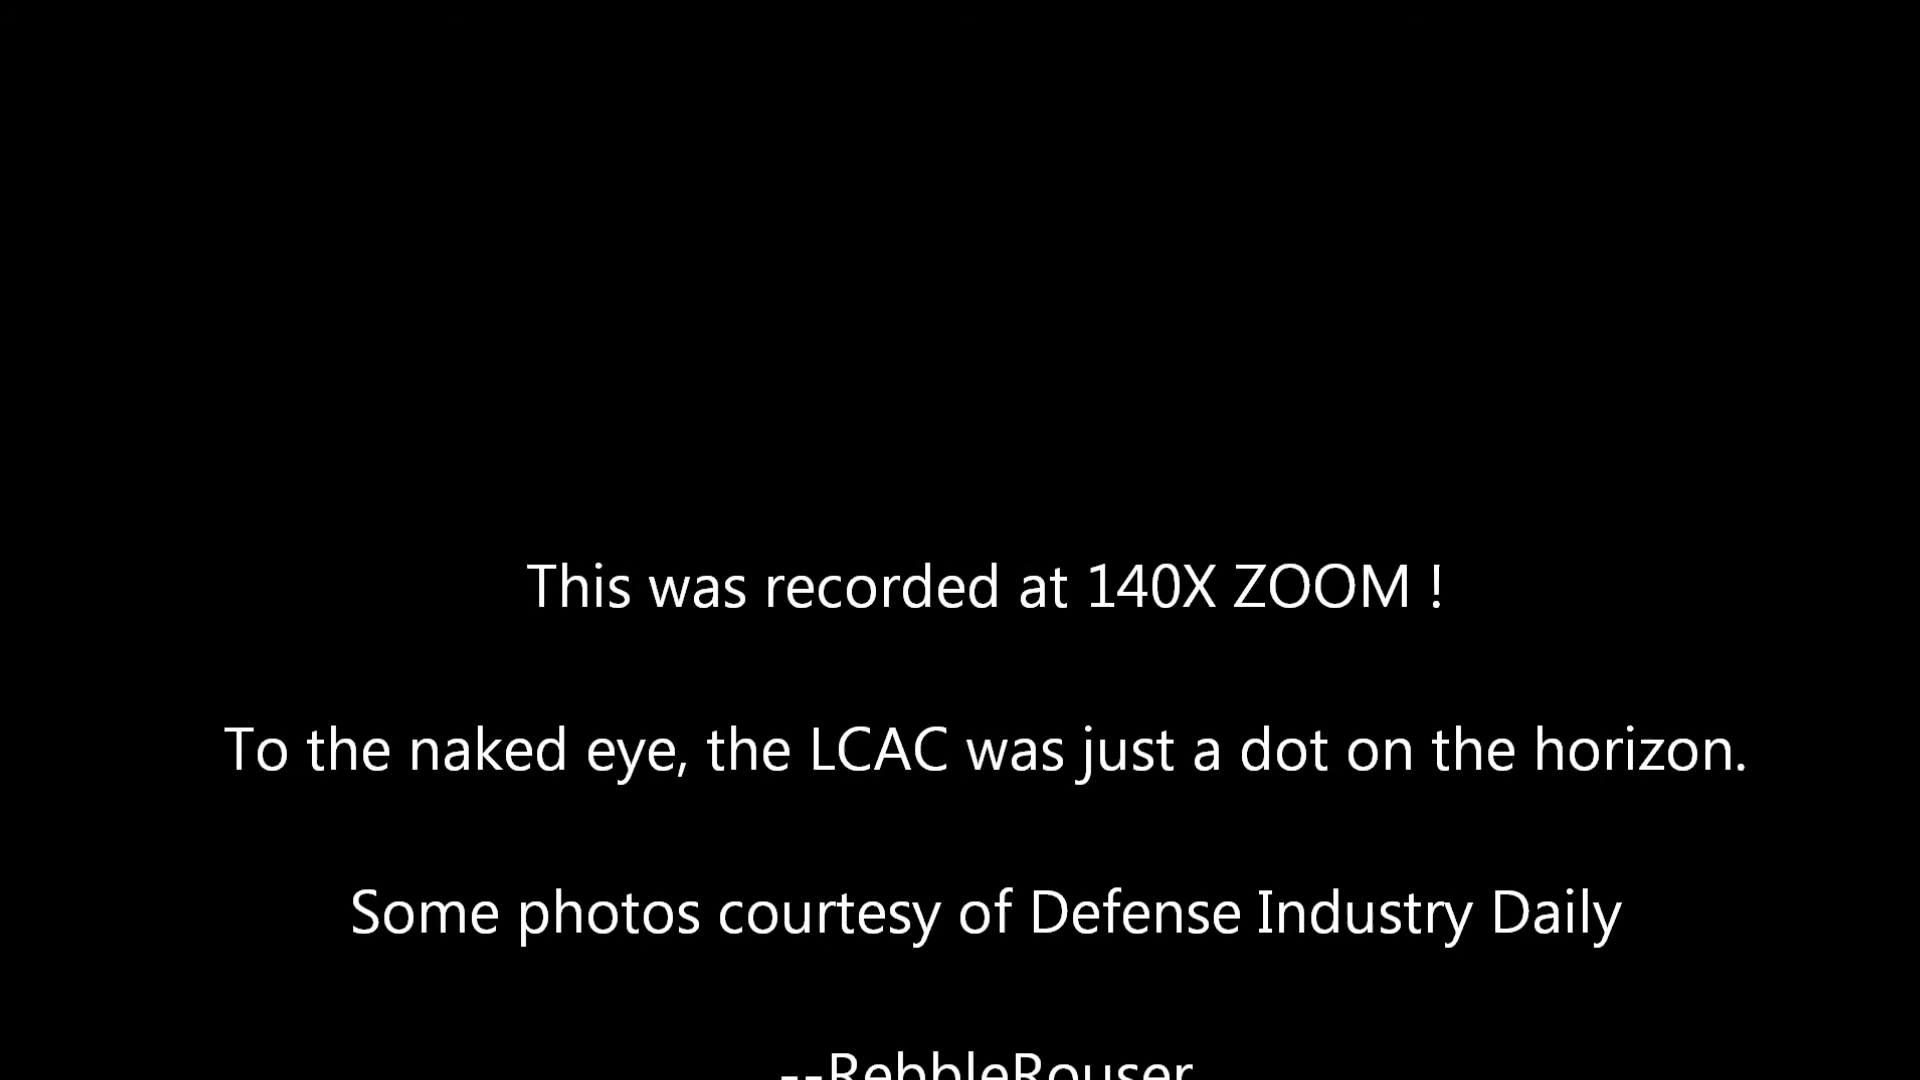 This was recorded at 140X ZOOM !
To the naked eye, the LCAC was just a dot on the horizon.
Some photos courtesy of Defense Industry Daily
--RebbleRouser